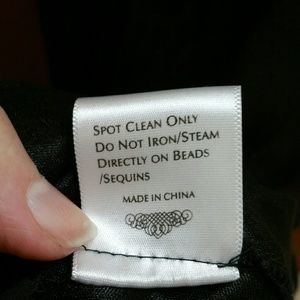 Spot Clean Only
Do Not Iron/Steam
Directly on Beads
/Sequins
Made in China